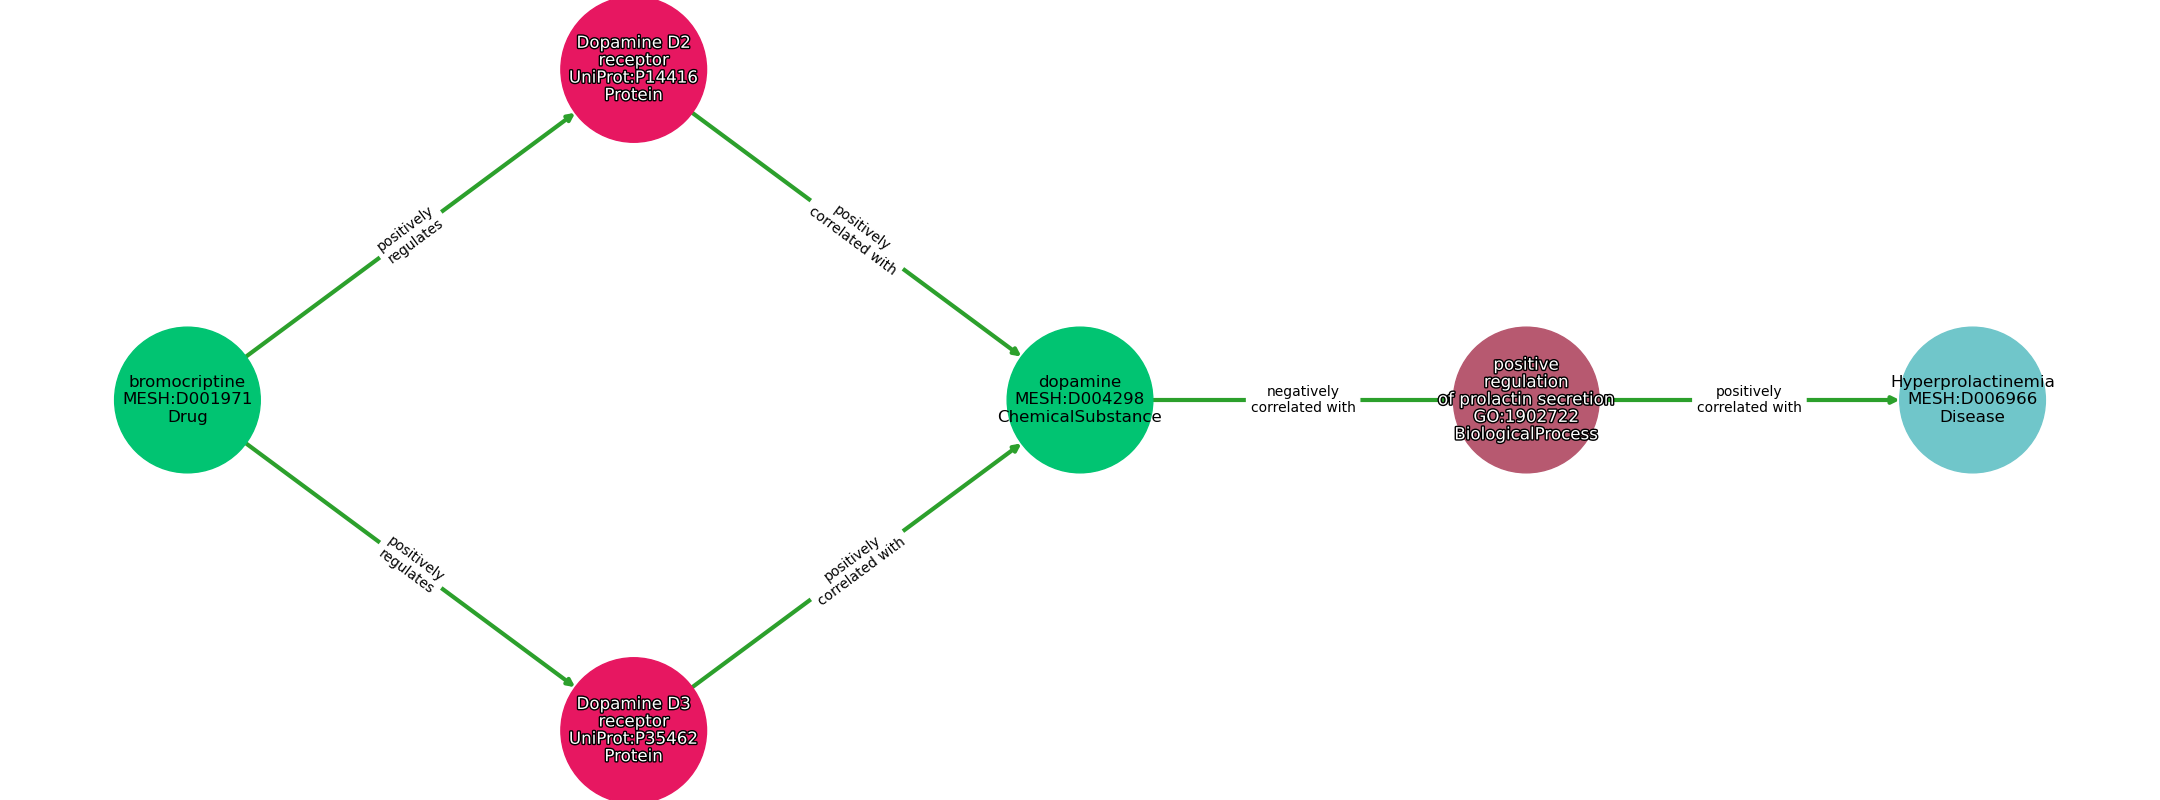 Dopamine D2
receptor
UniProt:P14416
Protein
positively
regulates
positively
correlated with
bromocriptine
MESH:D001971
Drug
dopamine
MESH:D004298
ChemicalSubstance
negatively
correlated with
positive
regulation
of prolactin secretion
GO:1902722
BiologicalProcess
positively
correlated with
Hyperprolactinemia
MESH:D006966
Disease
positively
regulates
positively
correlated with
Dopamine D3
receptor
UniProt:P35462
Protein